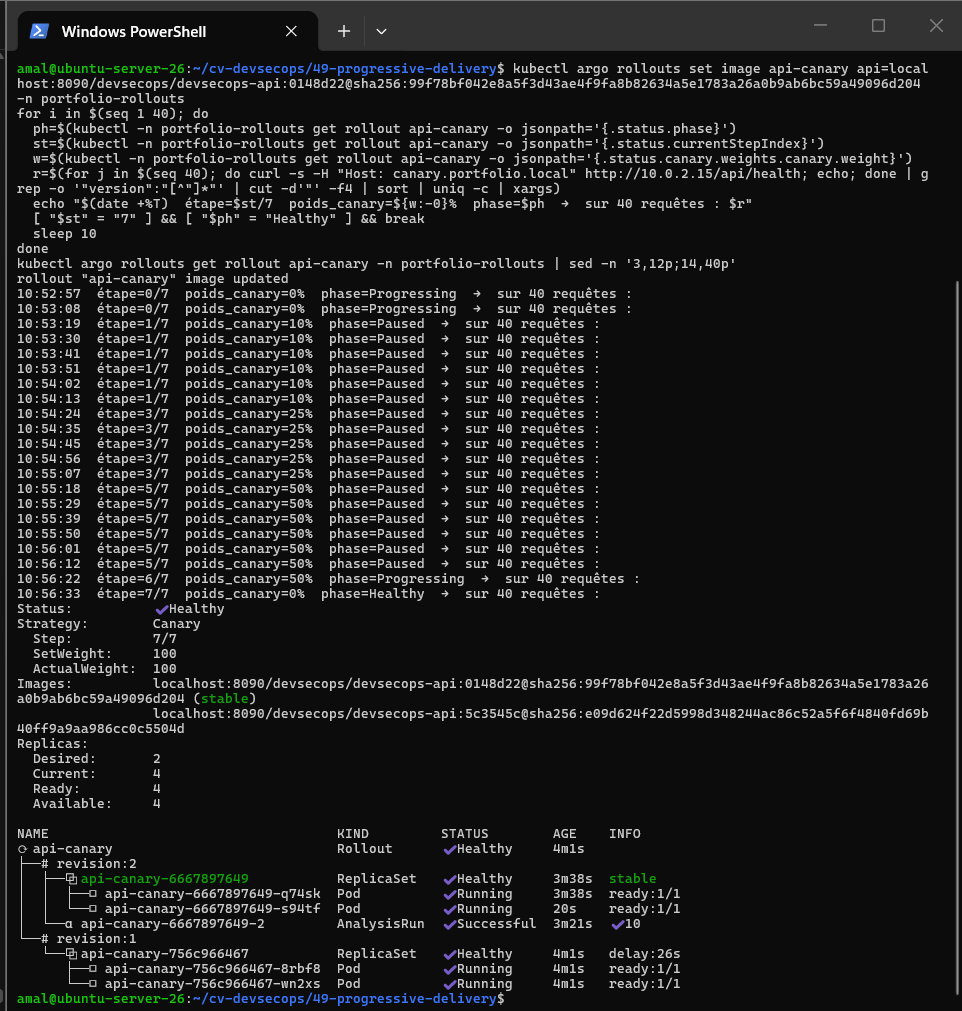 Windows PowerShell
amal@ubuntu-server-26:~/cv-devsecops/49-progressive-delivery$ kubectl argo rollouts set image api-canary api=local
host:8090/devsecops/devsecops-api:0148d22@sha256:99f78bf042e8a5f3d43ae4f9fa8b82634a5e1783a26a0b9ab6bc59a49096d204
-n portfolio-rollouts
for i in $(seq 1 40); do
  ph=$(kubectl -n portfolio-rollouts get rollout api-canary -o jsonpath='{.status.phase}')
  st=$(kubectl -n portfolio-rollouts get rollout api-canary -o jsonpath='{.status.currentStepIndex}')
  w=$(kubectl -n portfolio-rollouts get rollout api-canary -o jsonpath='{.status.canary.weights.canary.weight}')
  r=$(for j in $(seq 40); do curl -s -H "Host: canary.portfolio.local" http://10.0.2.15/api/health; echo; done | g
rep -o '"version":"[^"]*"' | cut -d'"' -f4 | sort | uniq -c | xargs)
  echo "$(date +%T)  étape=$st/7  poids_canary=${w:-0}%  phase=$ph  →  sur 40 requêtes : $r"
  [ "$st" = "7" ] && [ "$ph" = "Healthy" ] && break
  sleep 10
done
kubectl argo rollouts get rollout api-canary -n portfolio-rollouts | sed -n '3,12p;14,40p'
rollout "api-canary" image updated
10:52:57  étape=0/7  poids_canary=0%  phase=Progressing  →  sur 40 requêtes :
10:53:08  étape=0/7  poids_canary=0%  phase=Progressing  →  sur 40 requêtes :
10:53:19  étape=1/7  poids_canary=10%  phase=Paused  →  sur 40 requêtes :
10:53:30  étape=1/7  poids_canary=10%  phase=Paused  →  sur 40 requêtes :
10:53:41  étape=1/7  poids_canary=10%  phase=Paused  →  sur 40 requêtes :
10:53:51  étape=1/7  poids_canary=10%  phase=Paused  →  sur 40 requêtes :
10:54:02  étape=1/7  poids_canary=10%  phase=Paused  →  sur 40 requêtes :
10:54:13  étape=1/7  poids_canary=10%  phase=Paused  →  sur 40 requêtes :
10:54:24  étape=3/7  poids_canary=25%  phase=Paused  →  sur 40 requêtes :
10:54:35  étape=3/7  poids_canary=25%  phase=Paused  →  sur 40 requêtes :
10:54:45  étape=3/7  poids_canary=25%  phase=Paused  →  sur 40 requêtes :
10:54:56  étape=3/7  poids_canary=25%  phase=Paused  →  sur 40 requêtes :
10:55:07  étape=3/7  poids_canary=25%  phase=Paused  →  sur 40 requêtes :
10:55:18  étape=5/7  poids_canary=50%  phase=Paused  →  sur 40 requêtes :
10:55:29  étape=5/7  poids_canary=50%  phase=Paused  →  sur 40 requêtes :
10:55:39  étape=5/7  poids_canary=50%  phase=Paused  →  sur 40 requêtes :
10:55:50  étape=5/7  poids_canary=50%  phase=Paused  →  sur 40 requêtes :
10:56:01  étape=5/7  poids_canary=50%  phase=Paused  →  sur 40 requêtes :
10:56:12  étape=5/7  poids_canary=50%  phase=Paused  →  sur 40 requêtes :
10:56:22  étape=6/7  poids_canary=50%  phase=Progressing  →  sur 40 requêtes :
10:56:33  étape=7/7  poids_canary=0%  phase=Healthy  →  sur 40 requêtes :
Status:          ✔Healthy
Strategy:        Canary
  Step:          7/7
  SetWeight:     100
  ActualWeight:  100
Images:          localhost:8090/devsecops/devsecops-api:0148d22@sha256:99f78bf042e8a5f3d43ae4f9fa8b82634a5e1783a26
a0b9ab6bc59a49096d204 (stable)
                 localhost:8090/devsecops/devsecops-api:5c3545c@sha256:e09d624f22d5998d348244ac86c52a5f6f4840fd69b
40ff9a9aa986cc0c5504d
Replicas:
  Desired:       2
  Current:       4
  Ready:         4
  Available:     4
NAME                                    KIND         STATUS        AGE    INFO
⟳ api-canary                            Rollout      ✔Healthy      4m1s
├──# revision:2
│  ├──⧉ api-canary-6667897649           ReplicaSet   ✔Healthy      3m38s  stable
│  │  ├──□ api-canary-6667897649-q74sk  Pod          ✔Running      3m38s  ready:1/1
│  │  └──□ api-canary-6667897649-s94tf  Pod          ✔Running      20s    ready:1/1
│  └──α api-canary-6667897649-2         AnalysisRun  ✔Successful   3m21s  ✔10
└──# revision:1
   └──⧉ api-canary-756c966467           ReplicaSet   ✔Healthy      4m1s   delay:26s
      ├──□ api-canary-756c966467-8rbf8  Pod          ✔Running      4m1s   ready:1/1
      └──□ api-canary-756c966467-wn2xs  Pod          ✔Running      4m1s   ready:1/1
amal@ubuntu-server-26:~/cv-devsecops/49-progressive-delivery$